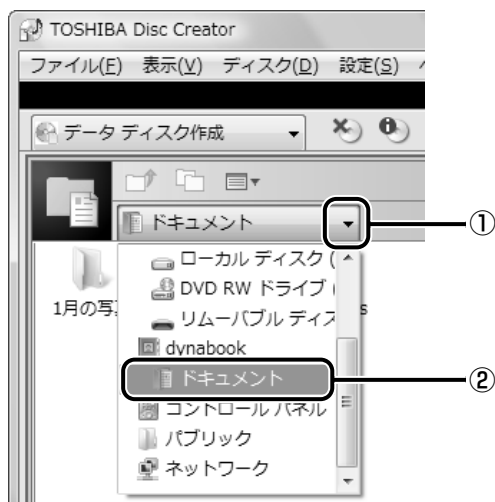 TOSHIBA Disc Creator
ファイル(F) 表示(V) ディスク(D) 設定(S)
データ ディスク作成
ドキュメント
①
ローカル ディスク (
DVD RW ドライブ (
1月の写
s
リムーバブル ディス
dynabook
ドキュメント
②
コントロール パネル
パブリック
ネットワーク